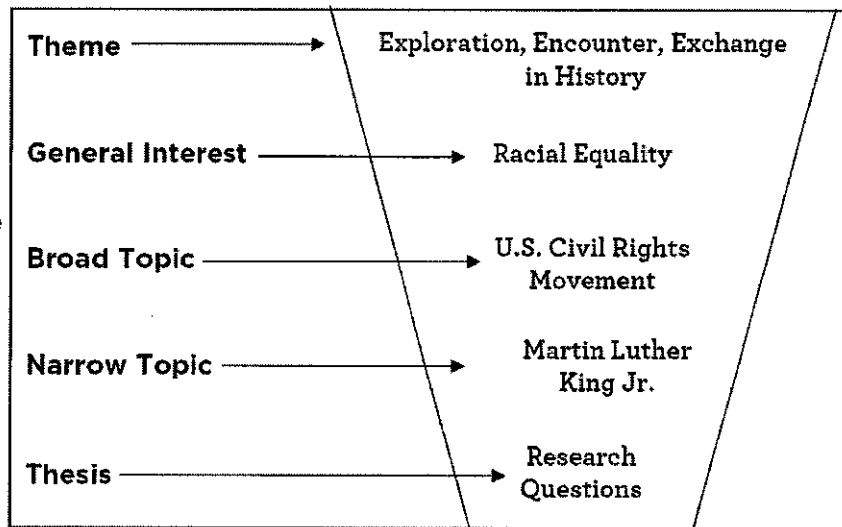 Theme Exploration, Encounter, Exchange
in History
General Interest Racial Equality
Broad Topic U.S. Civil Rights
Movement
Narrow Topic Martin Luther
King Jr.
Thesis Research
Questions